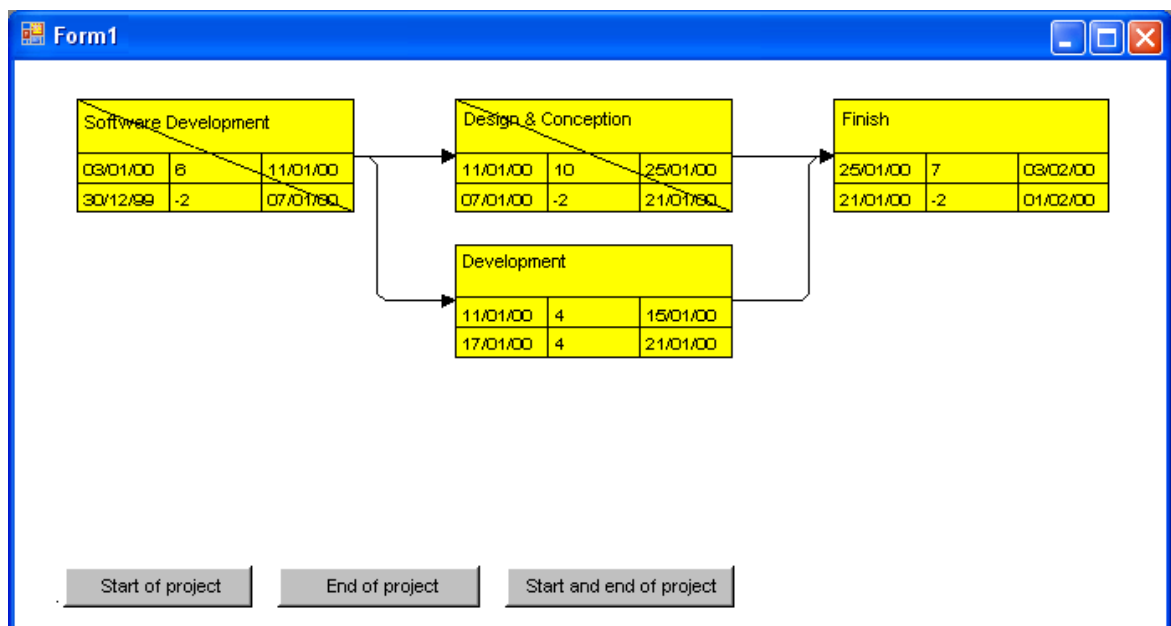 Form1
Software Development
03/01/00 6 11/01/00
30/12/99 -2 07/01/00
Design & Conception
11/01/00 10 25/01/00
07/01/00 -2 21/01/00
Finish
25/01/00 7 03/02/00
21/01/00 -2 01/02/00
Development
11/01/00 4 15/01/00
17/01/00 4 21/01/00
Start of project
End of project
Start and end of project